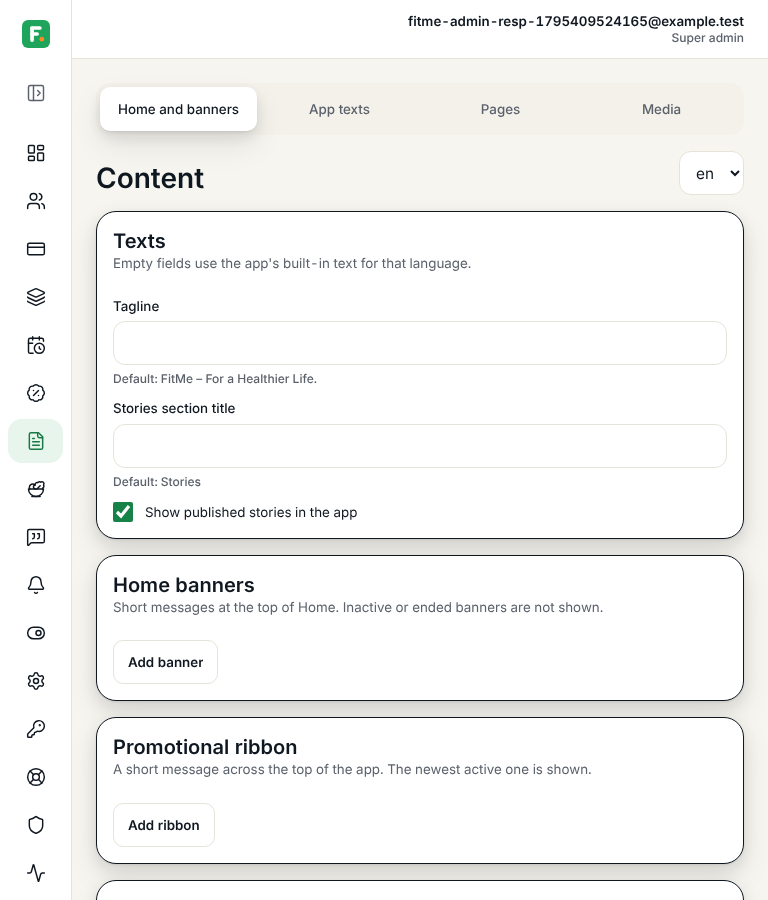 F.
fitme-admin-resp-1795409524165@example.test
Super admin
Home and banners
App texts
Pages
Media
Content
en
Texts
Empty fields use the app's built-in text for that language.
Tagline
Default: FitMe – For a Healthier Life.
Stories section title
Default: Stories
Show published stories in the app
Home banners
Short messages at the top of Home. Inactive or ended banners are not shown.
Add banner
Promotional ribbon
A short message across the top of the app. The newest active one is shown.
Add ribbon